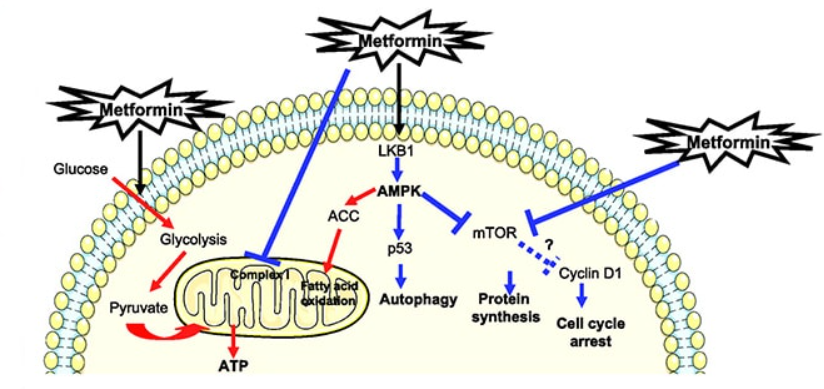 Metformin
Metformin
Metformin
Glucose
LKB1
AMPK
ACC
mTOR
?
Glycolysis
p53
Complex I
Cyclin D1
Fatty acid
oxidation
Pyruvate
Autophagy
Protein
synthesis
Cell cycle
arrest
ATP